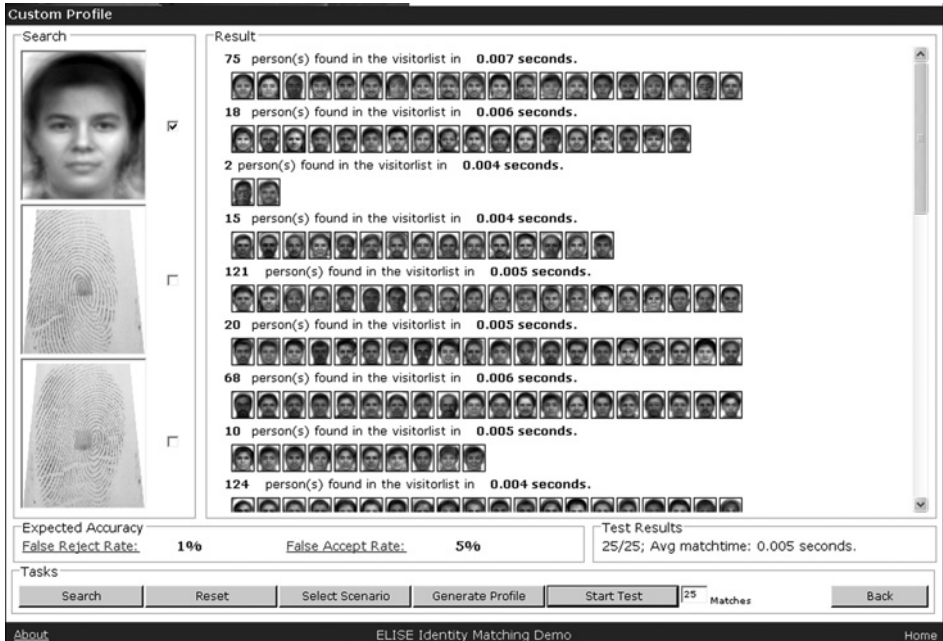 Custom Profile
Search
Result
75 person(s) found in the visitorlist in 0.007 seconds.
18 person(s) found in the visitorlist in 0.006 seconds.
2 person(s) found in the visitorlist in 0.004 seconds.
15 person(s) found in the visitorlist in 0.004 seconds.
121 person(s) found in the visitorlist in 0.005 seconds.
20 person(s) found in the visitorlist in 0.005 seconds.
68 person(s) found in the visitorlist in 0.006 seconds.
10 person(s) found in the visitorlist in 0.005 seconds.
124 person(s) found in the visitorlist in 0.004 seconds.
Expected Accuracy
False Reject Rate: 1% False Accept Rate: 5%
Test Results
25/25; Avg matchtime: 0.005 seconds.
Tasks
Search Reset Select Scenario Generate Profile Start Test 25 Matches Back
About ELISE Identity Matching Demo Home